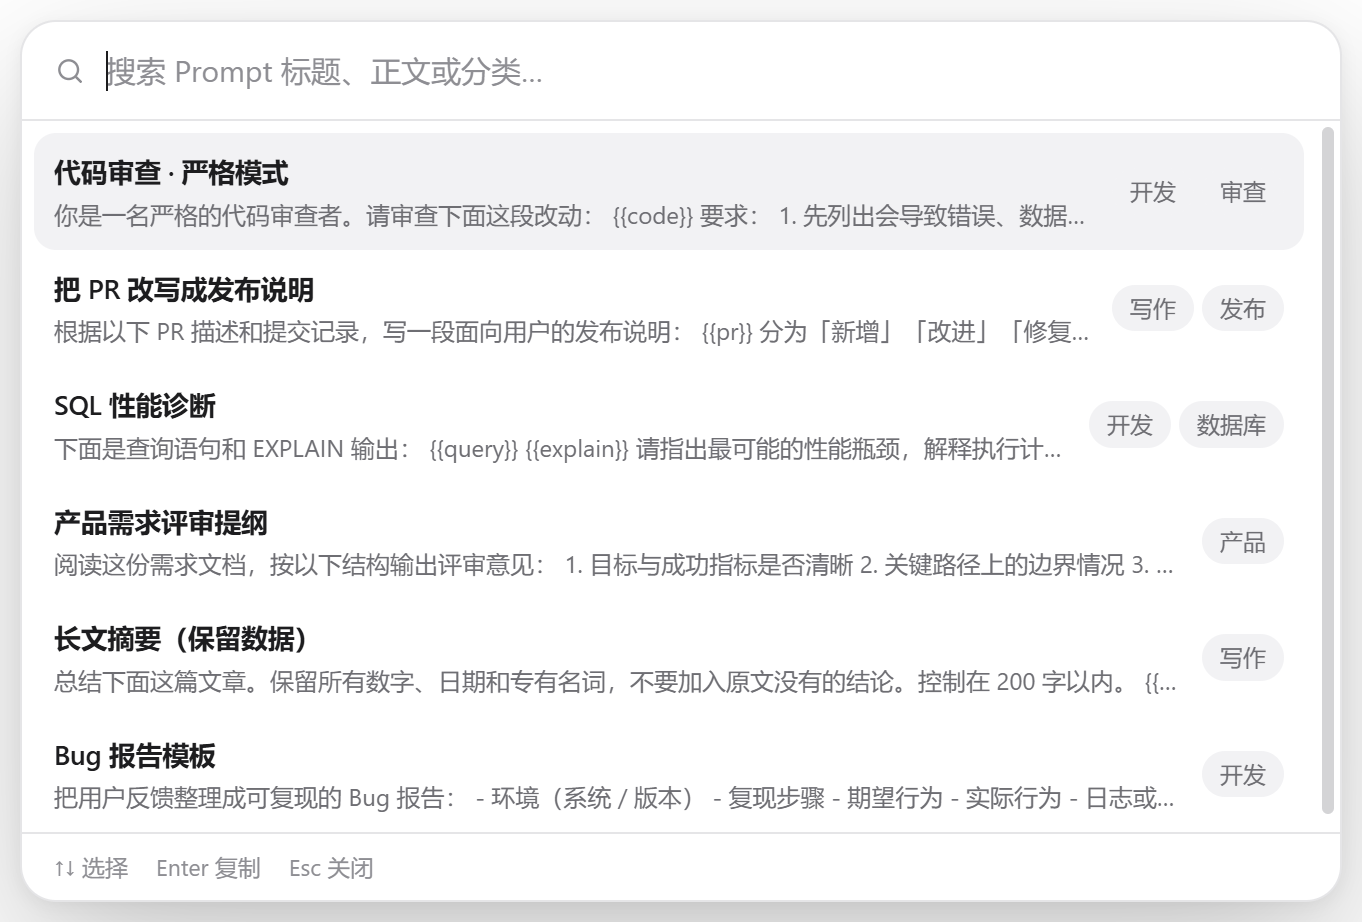 搜索 Prompt 标题、正文或分类...
代码审查 · 严格模式
你是一名严格的代码审查者。请审查下面这段改动： {{code}} 要求： 1. 先列出会导致错误、数据...
开发 审查
把 PR 改写成发布说明
根据以下 PR 描述和提交记录，写一段面向用户的发布说明： {{pr}} 分为「新增」「改进」「修复...
写作 发布
SQL 性能诊断
下面是查询语句和 EXPLAIN 输出： {{query}} {{explain}} 请指出最可能的性能瓶颈，解释执行计...
开发 数据库
产品需求评审提纲
阅读这份需求文档，按以下结构输出评审意见： 1. 目标与成功指标是否清晰 2. 关键路径上的边界情况 3. ...
产品
长文摘要（保留数据）
总结下面这篇文章。保留所有数字、日期和专有名词，不要加入原文没有的结论。控制在 200 字以内。 {{...
写作
Bug 报告模板
把用户反馈整理成可复现的 Bug 报告： - 环境（系统 / 版本） - 复现步骤 - 期望行为 - 实际行为 - 日志或...
开发
↑↓ 选择 Enter 复制 Esc 关闭